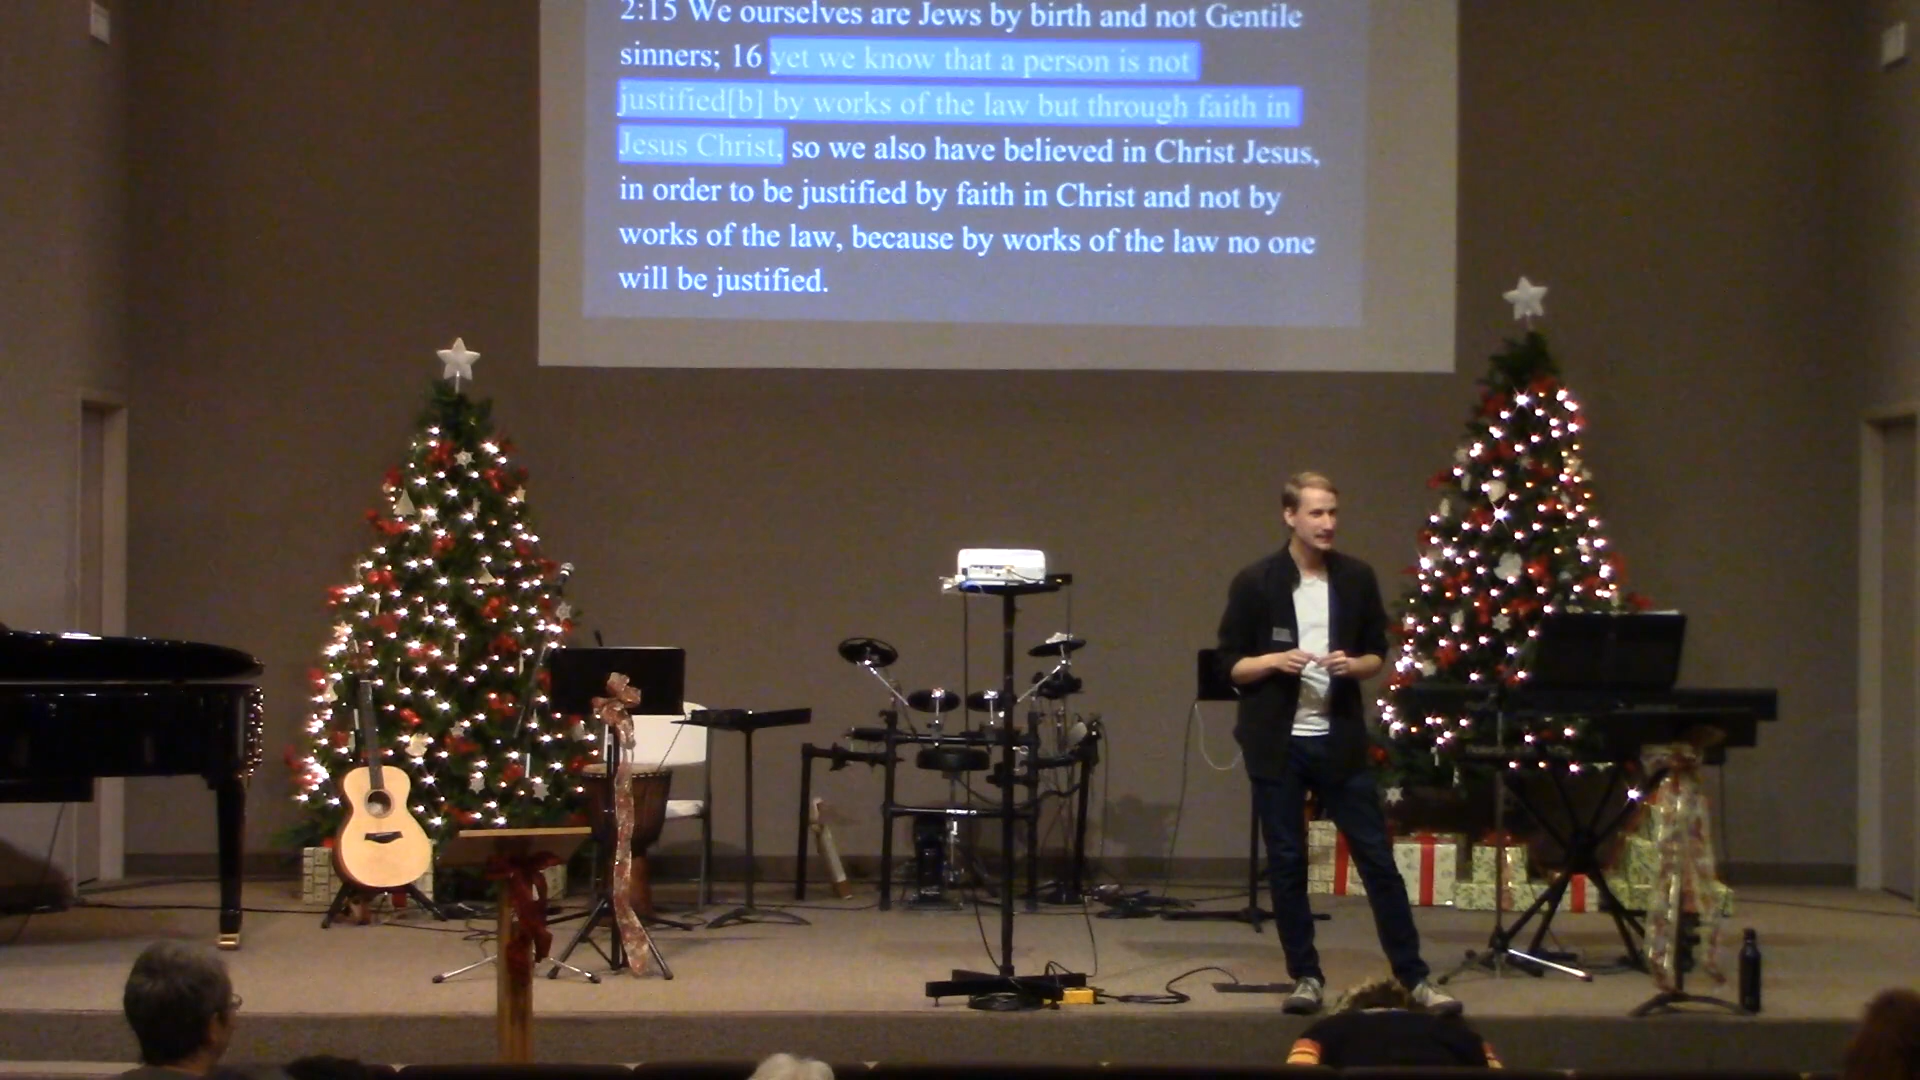 2:15 We ourselves are Jews by birth and not Gentile
sinners; 16 yet we know that a person is not
justified[b] by works of the law but through faith in
Jesus Christ, so we also have believed in Christ Jesus,
in order to be justified by faith in Christ and not by
works of the law, because by works of the law no one
will be justified.